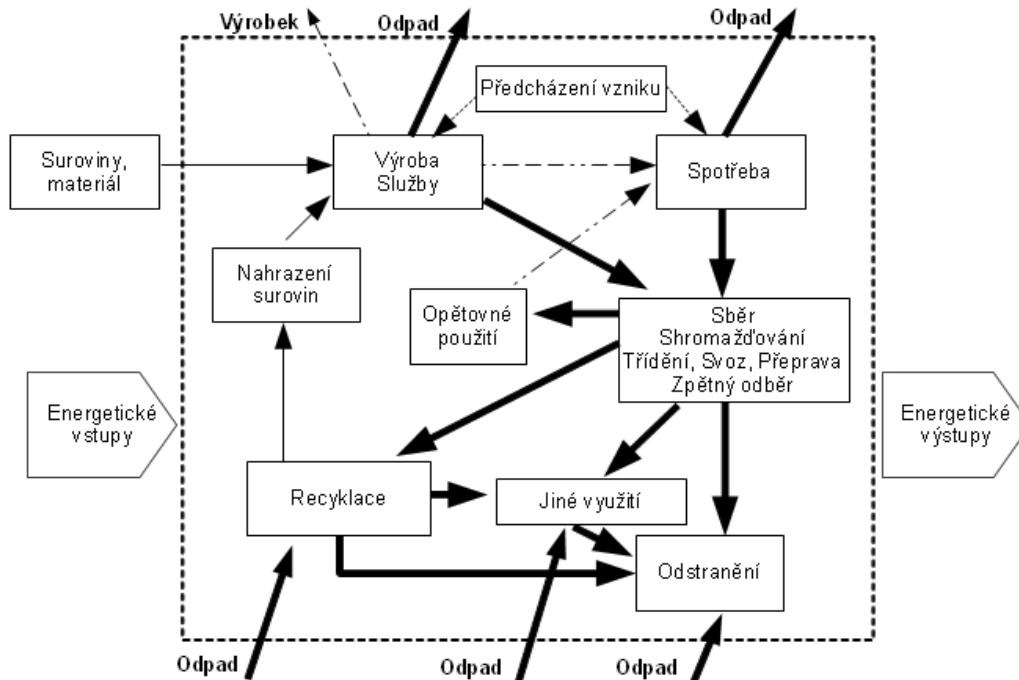 Výrobek
Odpad
Odpad
Předcházení vzniku
Suroviny,
materiál
Výroba
Služby
Spotřeba
Nahrazení
surovin
Opětovné
použití
Sběr
Shromažďování
Třídění, Svoz, Přeprava
Zpětný odběr
Energetické
vstupy
Energetické
výstupy
Recyklace
Jiné využití
Odstranění
Odpad
Odpad
Odpad